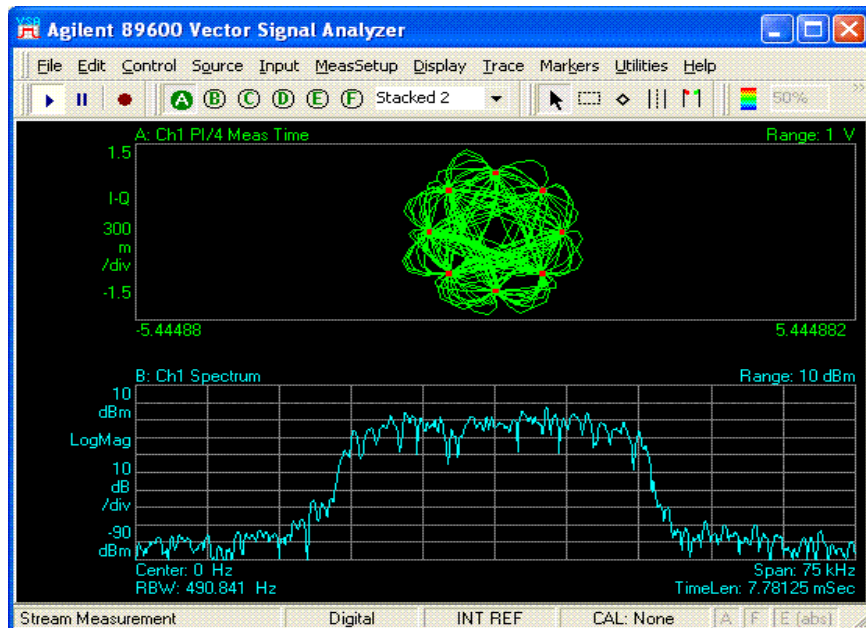 Agilent 89600 Vector Signal Analyzer
File Edit Control Source Input MeasSetup Display Trace Markers Utilities Help
A B C D E F Stacked 2 50%
A: Ch1 PI/4 Meas Time Range: 1 V
1.5
I-Q
300
m
/div
-1.5
-5.44488 5.444882
B: Ch1 Spectrum Range: 10 dBm
10
dBm
LogMag
10
dB
/div
-90
dBm
Center: 0 Hz Span: 75 kHz
RBW: 490.841 Hz TimeLen: 7.78125 mSec
Stream Measurement Digital INT REF CAL: None A F E (abs)